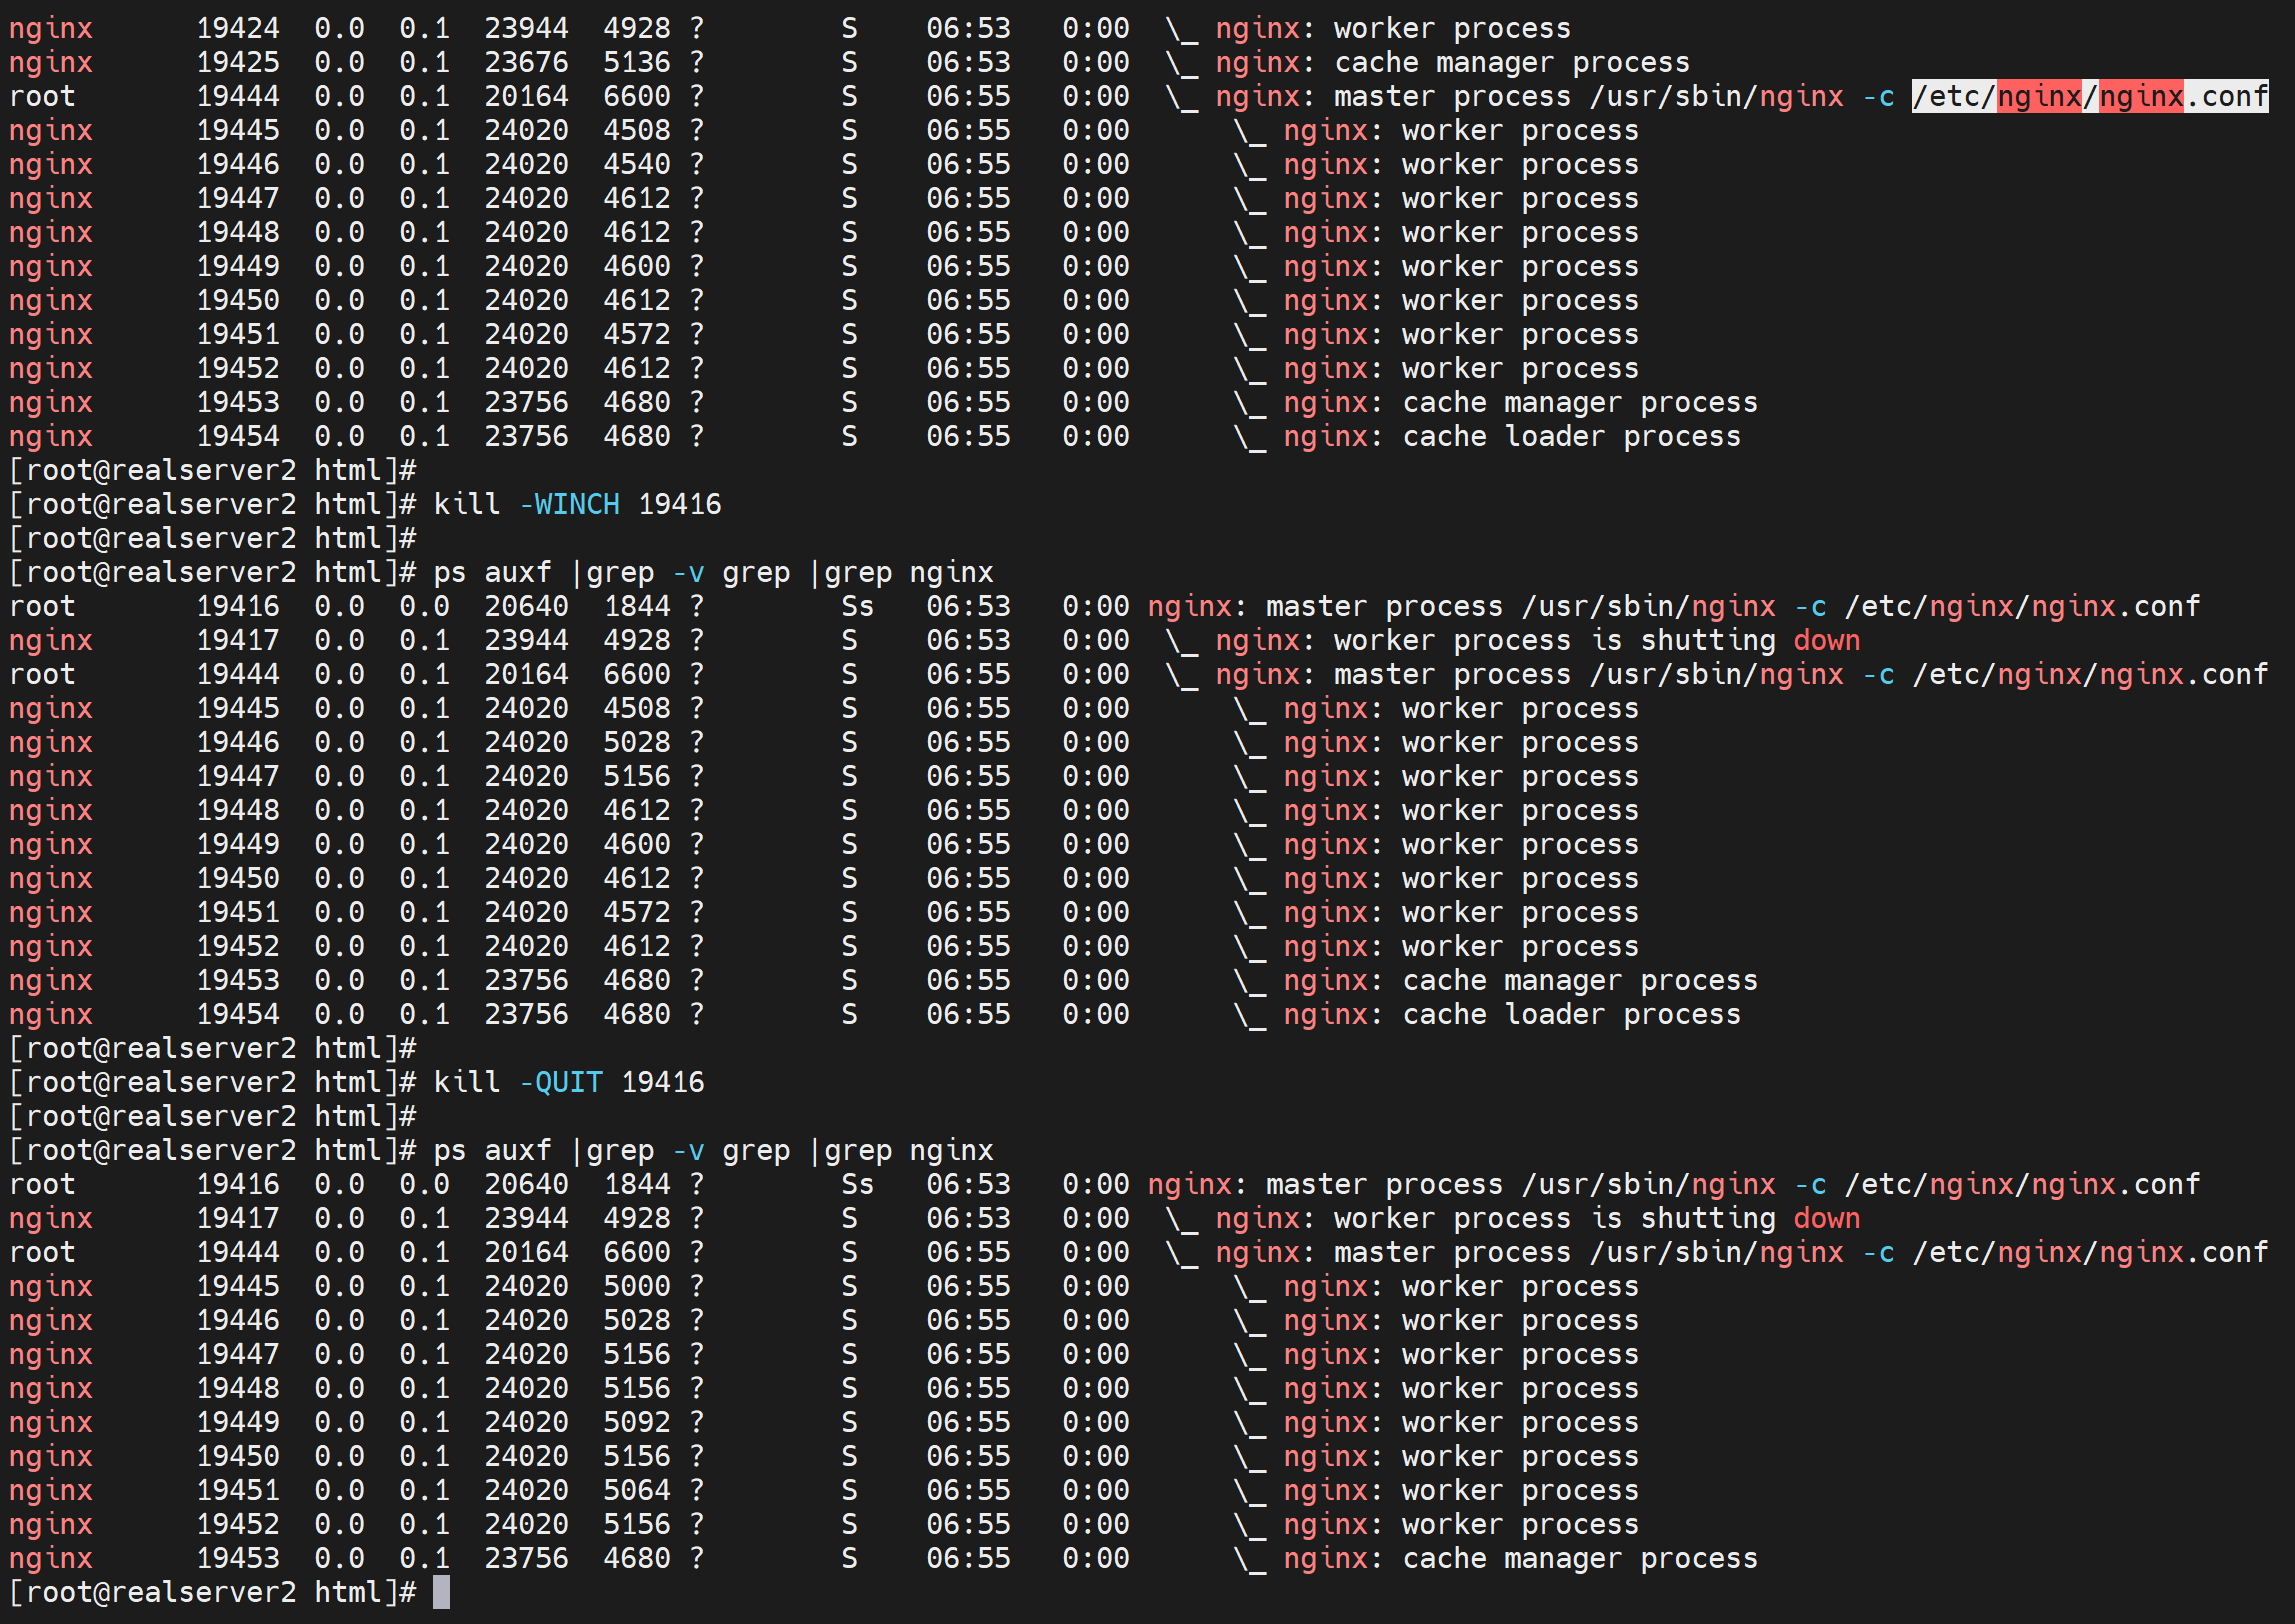 nginx      19424  0.0  0.1  23944  4928 ?        S    06:53   0:00  \_ nginx: worker process
nginx      19425  0.0  0.1  23676  5136 ?        S    06:53   0:00  \_ nginx: cache manager process
root       19444  0.0  0.1  20164  6600 ?        S    06:55   0:00  \_ nginx: master process /usr/sbin/nginx -c /etc/nginx/nginx.conf
nginx      19445  0.0  0.1  24020  4508 ?        S    06:55   0:00      \_ nginx: worker process
nginx      19446  0.0  0.1  24020  4540 ?        S    06:55   0:00      \_ nginx: worker process
nginx      19447  0.0  0.1  24020  4612 ?        S    06:55   0:00      \_ nginx: worker process
nginx      19448  0.0  0.1  24020  4612 ?        S    06:55   0:00      \_ nginx: worker process
nginx      19449  0.0  0.1  24020  4600 ?        S    06:55   0:00      \_ nginx: worker process
nginx      19450  0.0  0.1  24020  4612 ?        S    06:55   0:00      \_ nginx: worker process
nginx      19451  0.0  0.1  24020  4572 ?        S    06:55   0:00      \_ nginx: worker process
nginx      19452  0.0  0.1  24020  4612 ?        S    06:55   0:00      \_ nginx: worker process
nginx      19453  0.0  0.1  23756  4680 ?        S    06:55   0:00      \_ nginx: cache manager process
nginx      19454  0.0  0.1  23756  4680 ?        S    06:55   0:00      \_ nginx: cache loader process
[root@realserver2 html]#
[root@realserver2 html]# kill -WINCH 19416
[root@realserver2 html]#
[root@realserver2 html]# ps auxf |grep -v grep |grep nginx
root       19416  0.0  0.0  20640  1844 ?        Ss   06:53   0:00 nginx: master process /usr/sbin/nginx -c /etc/nginx/nginx.conf
nginx      19417  0.0  0.1  23944  4928 ?        S    06:53   0:00  \_ nginx: worker process is shutting down
root       19444  0.0  0.1  20164  6600 ?        S    06:55   0:00  \_ nginx: master process /usr/sbin/nginx -c /etc/nginx/nginx.conf
nginx      19445  0.0  0.1  24020  4508 ?        S    06:55   0:00      \_ nginx: worker process
nginx      19446  0.0  0.1  24020  5028 ?        S    06:55   0:00      \_ nginx: worker process
nginx      19447  0.0  0.1  24020  5156 ?        S    06:55   0:00      \_ nginx: worker process
nginx      19448  0.0  0.1  24020  4612 ?        S    06:55   0:00      \_ nginx: worker process
nginx      19449  0.0  0.1  24020  4600 ?        S    06:55   0:00      \_ nginx: worker process
nginx      19450  0.0  0.1  24020  4612 ?        S    06:55   0:00      \_ nginx: worker process
nginx      19451  0.0  0.1  24020  4572 ?        S    06:55   0:00      \_ nginx: worker process
nginx      19452  0.0  0.1  24020  4612 ?        S    06:55   0:00      \_ nginx: worker process
nginx      19453  0.0  0.1  23756  4680 ?        S    06:55   0:00      \_ nginx: cache manager process
nginx      19454  0.0  0.1  23756  4680 ?        S    06:55   0:00      \_ nginx: cache loader process
[root@realserver2 html]#
[root@realserver2 html]# kill -QUIT 19416
[root@realserver2 html]#
[root@realserver2 html]# ps auxf |grep -v grep |grep nginx
root       19416  0.0  0.0  20640  1844 ?        Ss   06:53   0:00 nginx: master process /usr/sbin/nginx -c /etc/nginx/nginx.conf
nginx      19417  0.0  0.1  23944  4928 ?        S    06:53   0:00  \_ nginx: worker process is shutting down
root       19444  0.0  0.1  20164  6600 ?        S    06:55   0:00  \_ nginx: master process /usr/sbin/nginx -c /etc/nginx/nginx.conf
nginx      19445  0.0  0.1  24020  5000 ?        S    06:55   0:00      \_ nginx: worker process
nginx      19446  0.0  0.1  24020  5028 ?        S    06:55   0:00      \_ nginx: worker process
nginx      19447  0.0  0.1  24020  5156 ?        S    06:55   0:00      \_ nginx: worker process
nginx      19448  0.0  0.1  24020  5156 ?        S    06:55   0:00      \_ nginx: worker process
nginx      19449  0.0  0.1  24020  5092 ?        S    06:55   0:00      \_ nginx: worker process
nginx      19450  0.0  0.1  24020  5156 ?        S    06:55   0:00      \_ nginx: worker process
nginx      19451  0.0  0.1  24020  5064 ?        S    06:55   0:00      \_ nginx: worker process
nginx      19452  0.0  0.1  24020  5156 ?        S    06:55   0:00      \_ nginx: worker process
nginx      19453  0.0  0.1  23756  4680 ?        S    06:55   0:00      \_ nginx: cache manager process
[root@realserver2 html]#